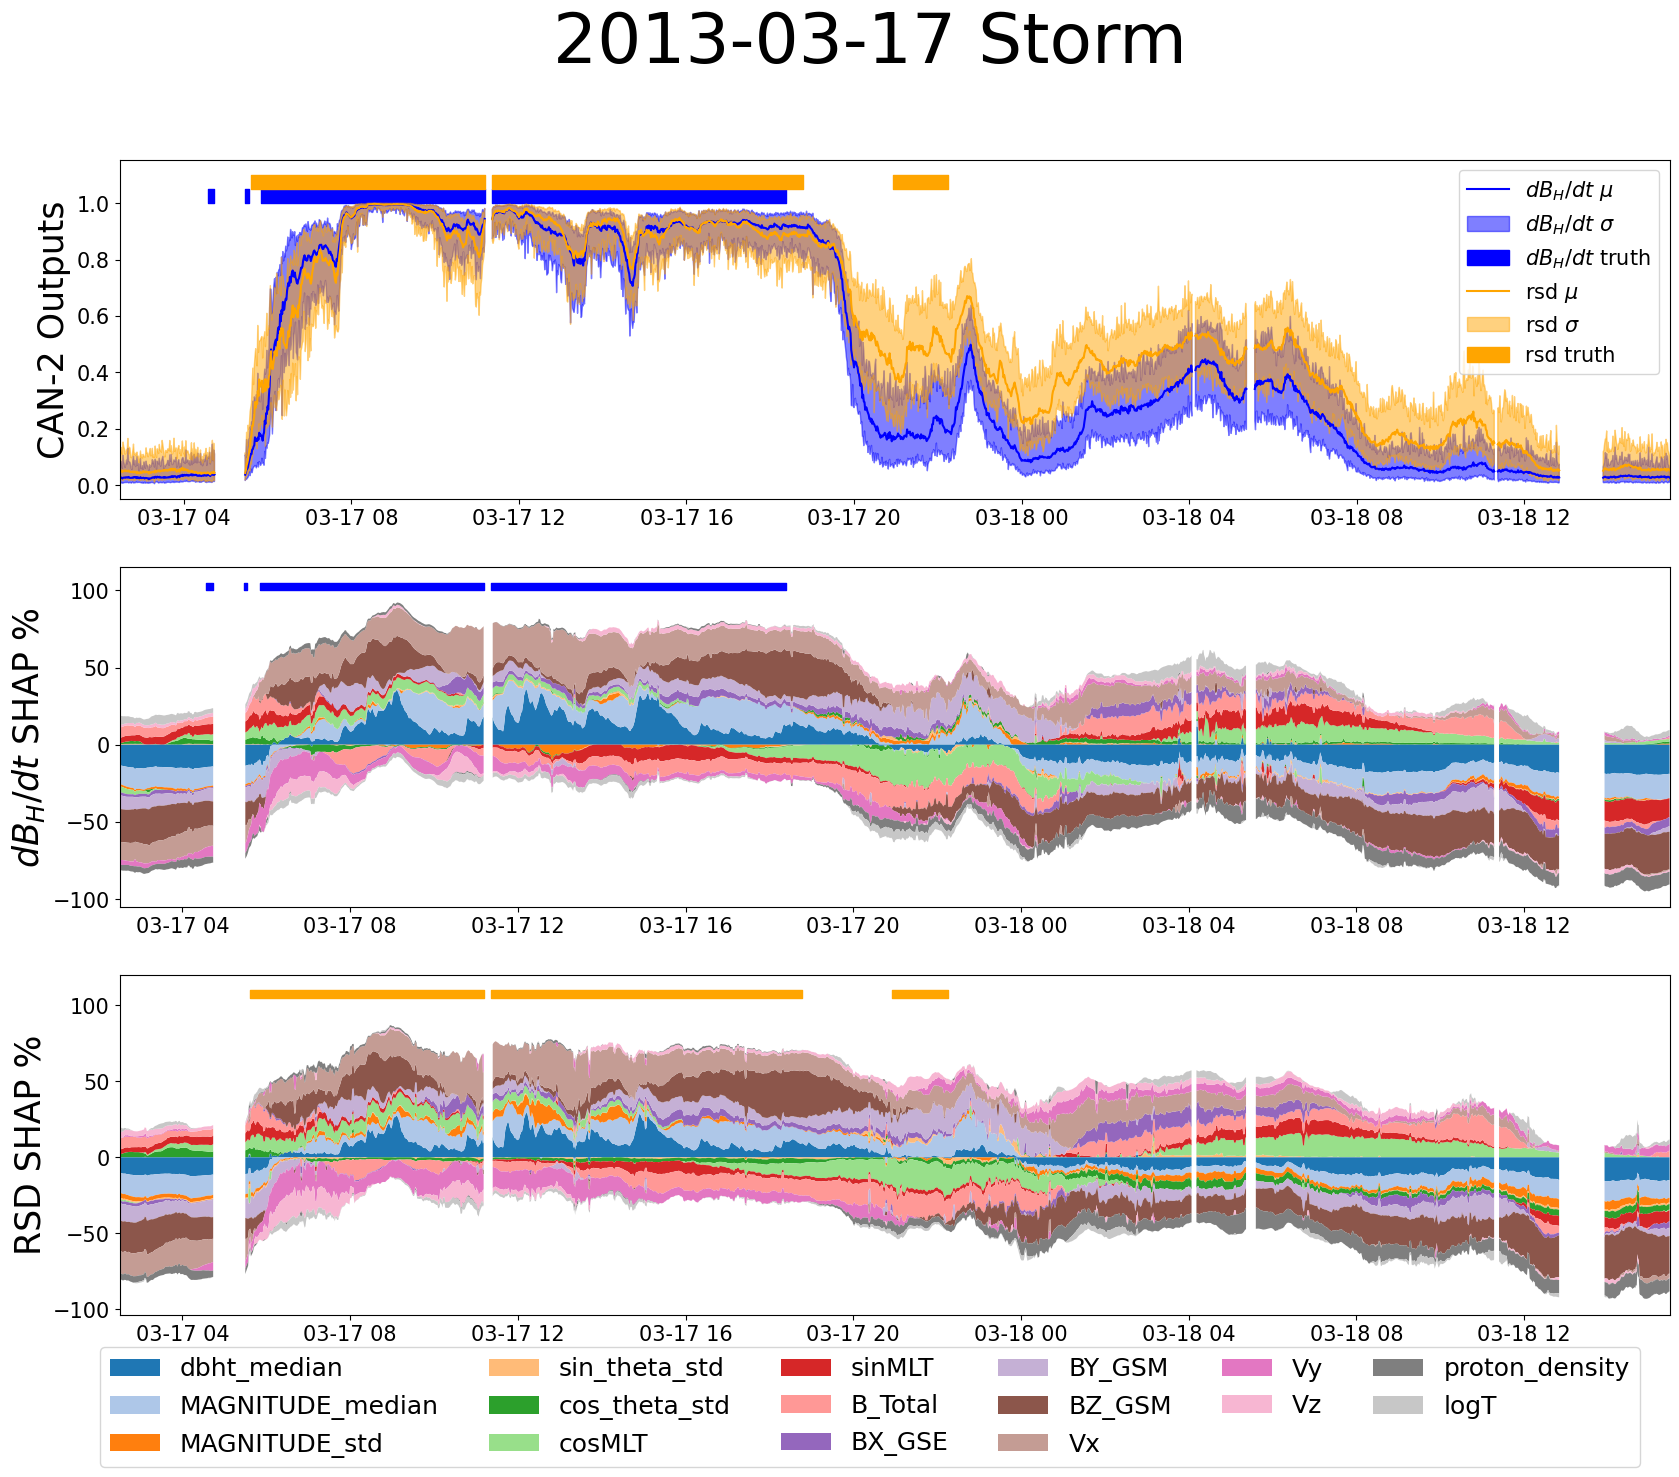 2013-03-17 Storm
CAN-2 Outputs
1.0
0.8
0.6
0.4
0.2
0.0
dB_H/dt μ
dB_H/dt σ
dB_H/dt truth
rsd μ
rsd σ
rsd truth
03-17 04 03-17 08 03-17 12 03-17 16 03-17 20 03-18 00 03-18 04 03-18 08 03-18 12
dB_H/dt SHAP %
100
50
0
−50
−100
03-17 04 03-17 08 03-17 12 03-17 16 03-17 20 03-18 00 03-18 04 03-18 08 03-18 12
RSD SHAP %
100
50
0
−50
−100
03-17 04 03-17 08 03-17 12 03-17 16 03-17 20 03-18 00 03-18 04 03-18 08 03-18 12
dbht_median sin_theta_std sinMLT BY_GSM Vy proton_density
MAGNITUDE_median cos_theta_std B_Total BZ_GSM Vz logT
MAGNITUDE_std cosMLT BX_GSE Vx